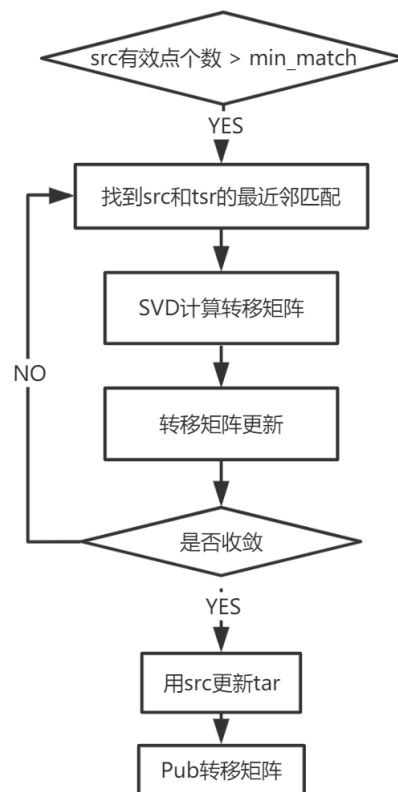 src有效点个数 > min_match
YES
找到src和tsr的最近邻匹配
SVD计算转移矩阵
NO
转移矩阵更新
是否收敛
YES
用src更新tar
Pub转移矩阵